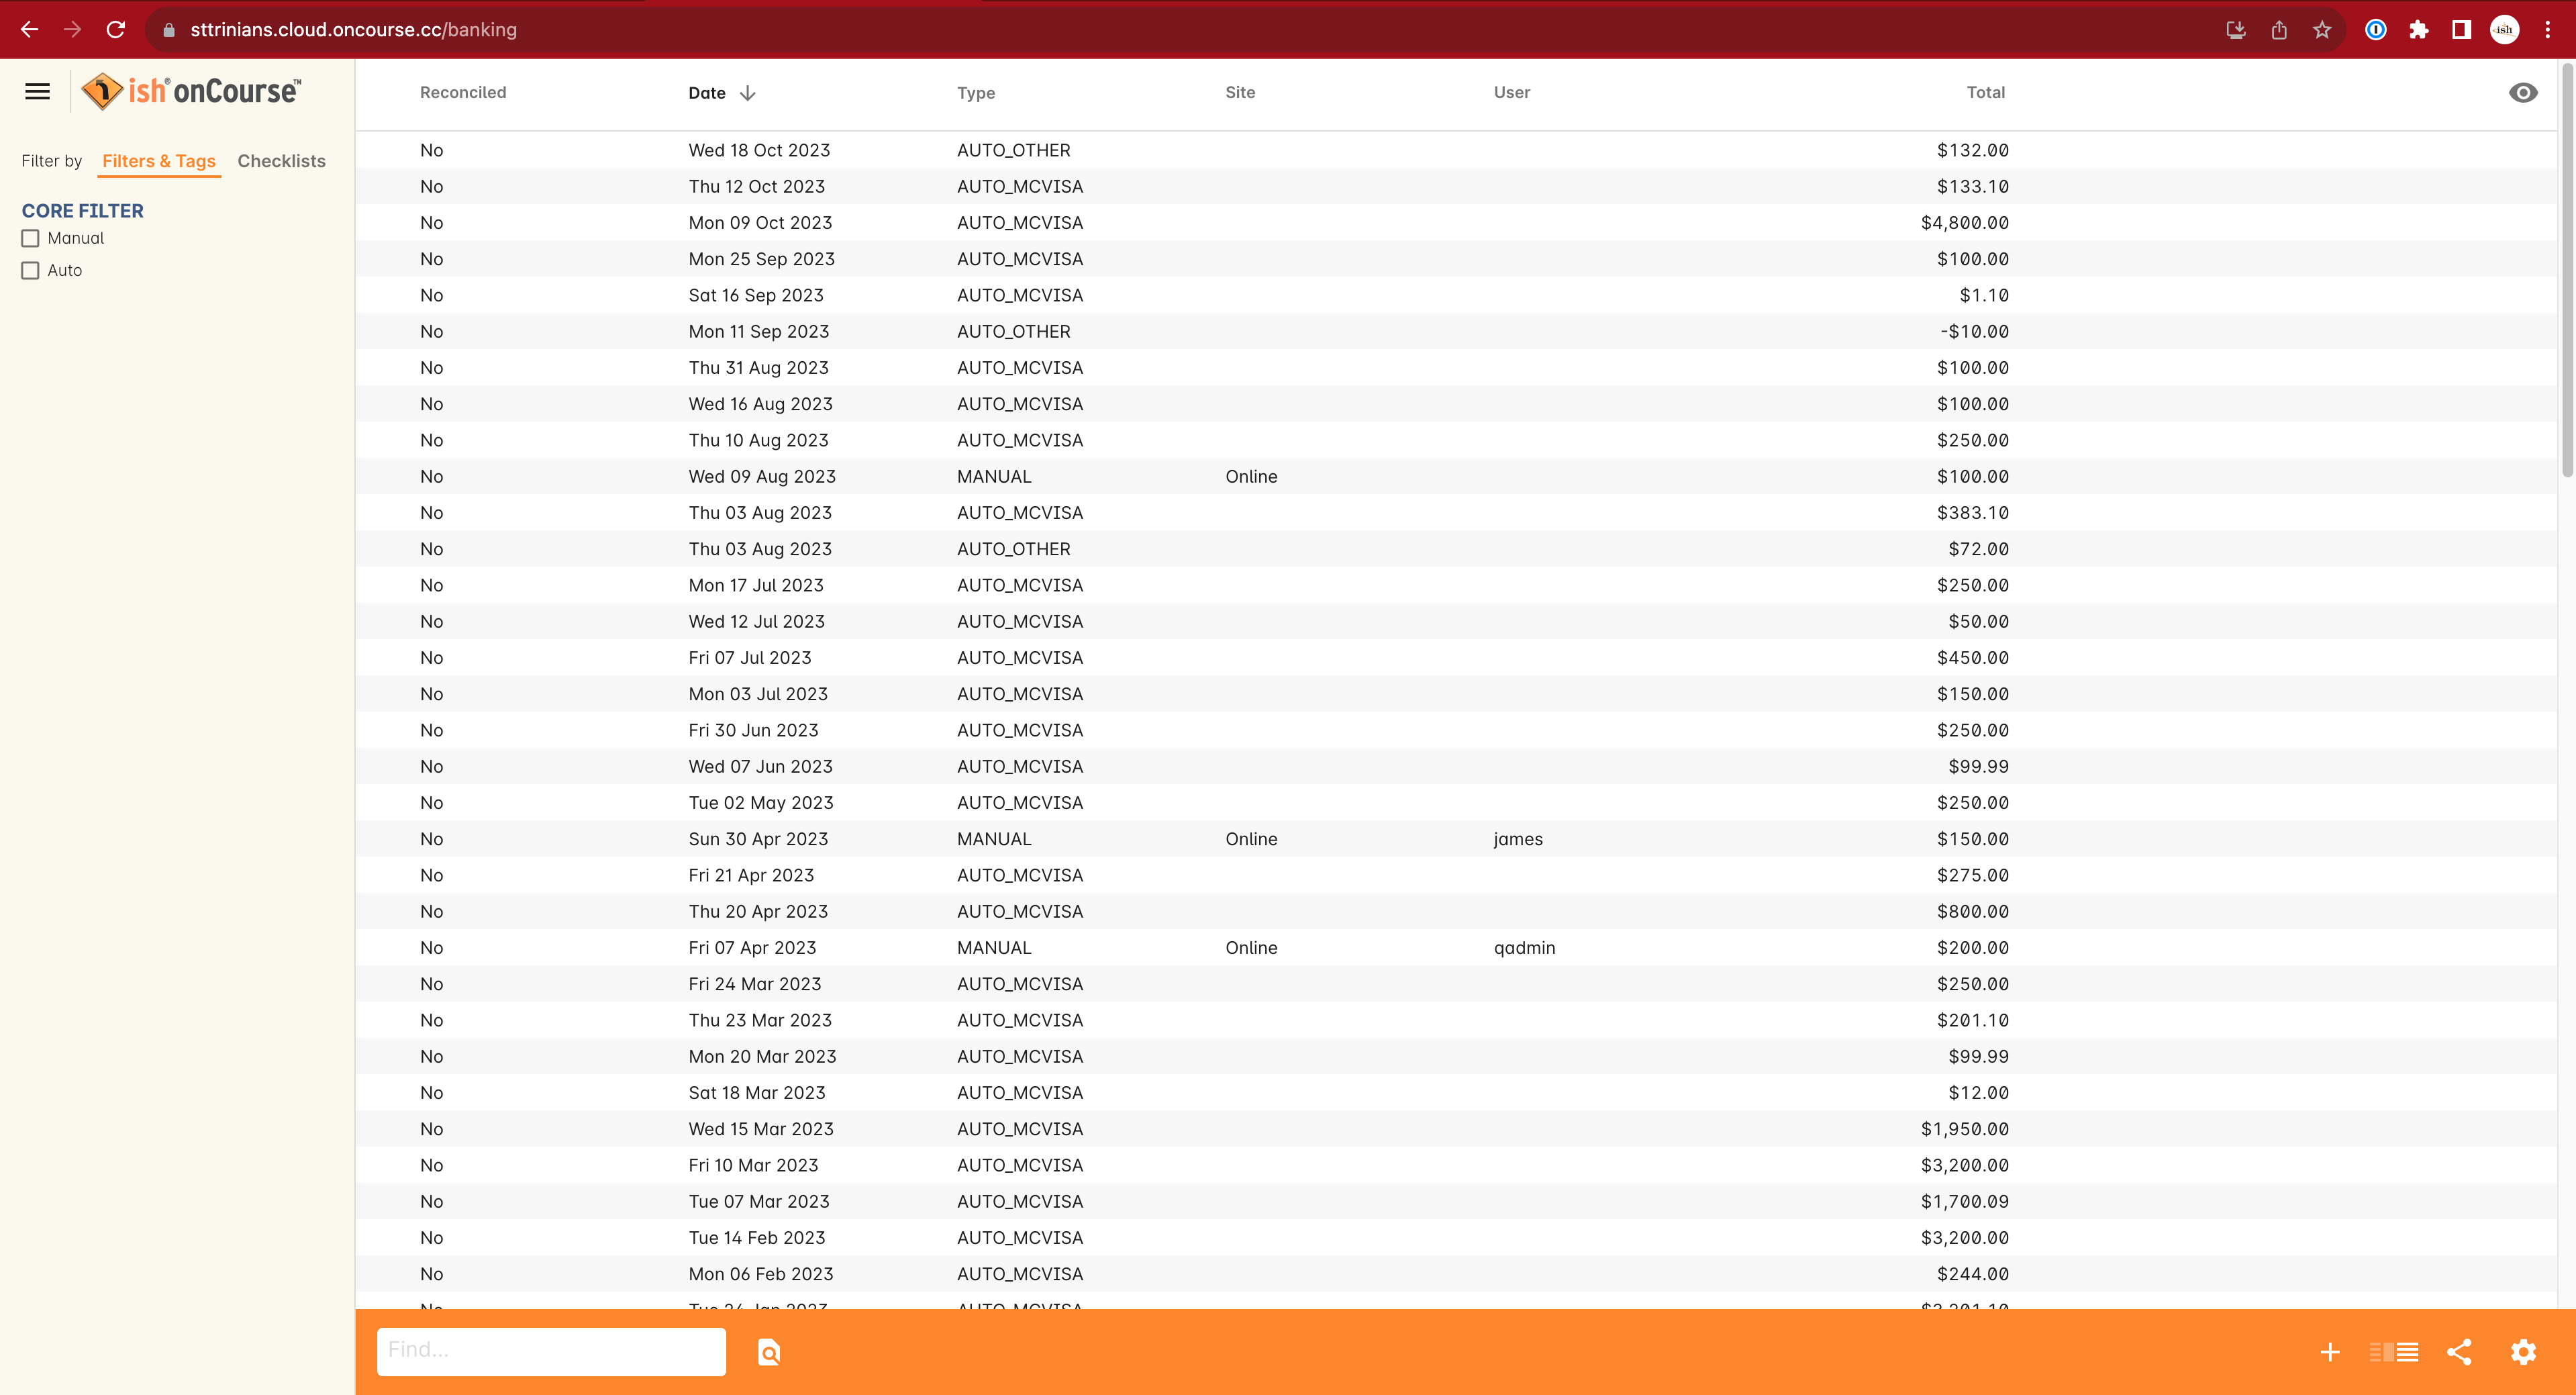 sttrinians.cloud.oncourse.cc/banking
ish
ish® onCourse™
Reconciled Date Type Site User Total
Filter by Filters & Tags Checklists
CORE FILTER
Manual
Auto
No Wed 18 Oct 2023 AUTO_OTHER $132.00
No Thu 12 Oct 2023 AUTO_MCVISA $133.10
No Mon 09 Oct 2023 AUTO_MCVISA $4,800.00
No Mon 25 Sep 2023 AUTO_MCVISA $100.00
No Sat 16 Sep 2023 AUTO_MCVISA $1.10
No Mon 11 Sep 2023 AUTO_OTHER -$10.00
No Thu 31 Aug 2023 AUTO_MCVISA $100.00
No Wed 16 Aug 2023 AUTO_MCVISA $100.00
No Thu 10 Aug 2023 AUTO_MCVISA $250.00
No Wed 09 Aug 2023 MANUAL Online $100.00
No Thu 03 Aug 2023 AUTO_MCVISA $383.10
No Thu 03 Aug 2023 AUTO_OTHER $72.00
No Mon 17 Jul 2023 AUTO_MCVISA $250.00
No Wed 12 Jul 2023 AUTO_MCVISA $50.00
No Fri 07 Jul 2023 AUTO_MCVISA $450.00
No Mon 03 Jul 2023 AUTO_MCVISA $150.00
No Fri 30 Jun 2023 AUTO_MCVISA $250.00
No Wed 07 Jun 2023 AUTO_MCVISA $99.99
No Tue 02 May 2023 AUTO_MCVISA $250.00
No Sun 30 Apr 2023 MANUAL Online james $150.00
No Fri 21 Apr 2023 AUTO_MCVISA $275.00
No Thu 20 Apr 2023 AUTO_MCVISA $800.00
No Fri 07 Apr 2023 MANUAL Online qadmin $200.00
No Fri 24 Mar 2023 AUTO_MCVISA $250.00
No Thu 23 Mar 2023 AUTO_MCVISA $201.10
No Mon 20 Mar 2023 AUTO_MCVISA $99.99
No Sat 18 Mar 2023 AUTO_MCVISA $12.00
No Wed 15 Mar 2023 AUTO_MCVISA $1,950.00
No Fri 10 Mar 2023 AUTO_MCVISA $3,200.00
No Tue 07 Mar 2023 AUTO_MCVISA $1,700.09
No Tue 14 Feb 2023 AUTO_MCVISA $3,200.00
No Mon 06 Feb 2023 AUTO_MCVISA $244.00
No Tue 24 Jan 2023 AUTO_MCVISA $3,201.10
Find...